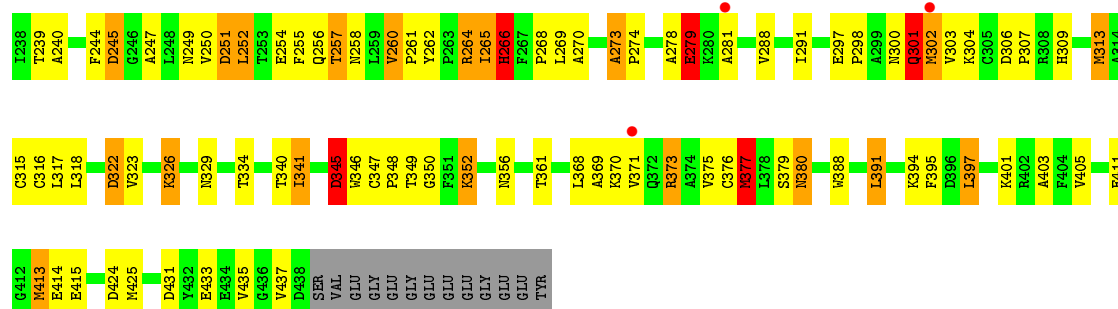 I238 T239 A240 F244 D245 G246 A247 L248 N249 V250 D251 L252 T253 E254 F255 Q256 T257 N258 L259 V260 P261 Y262 P263 R264 I265 H266 F267 P268 L269 A270 A273 P274 A278 E279 K280 A281 V288 I291 E297 P298 A299 N300 Q301 M302 V303 K304 C305 D306 P307 R308 H309 M313 A314
C315 C316 L317 L318 D322 V323 K326 N329 T334 T340 I341 D345 W346 C347 P348 T349 G350 F351 K352 N356 T361 L368 A369 K370 V371 Q372 R373 A374 V375 C376 M377 L378 S379 N380 W388 L391 K394 F395 D396 L397 K401 R402 A403 F404 V405 E411
G412 M413 E414 E415 D424 M425 D431 Y432 E433 E434 V435 G436 V437 D438 SER VAL GLU GLY GLU GLY GLU GLU GLU GLY GLU GLU TYR